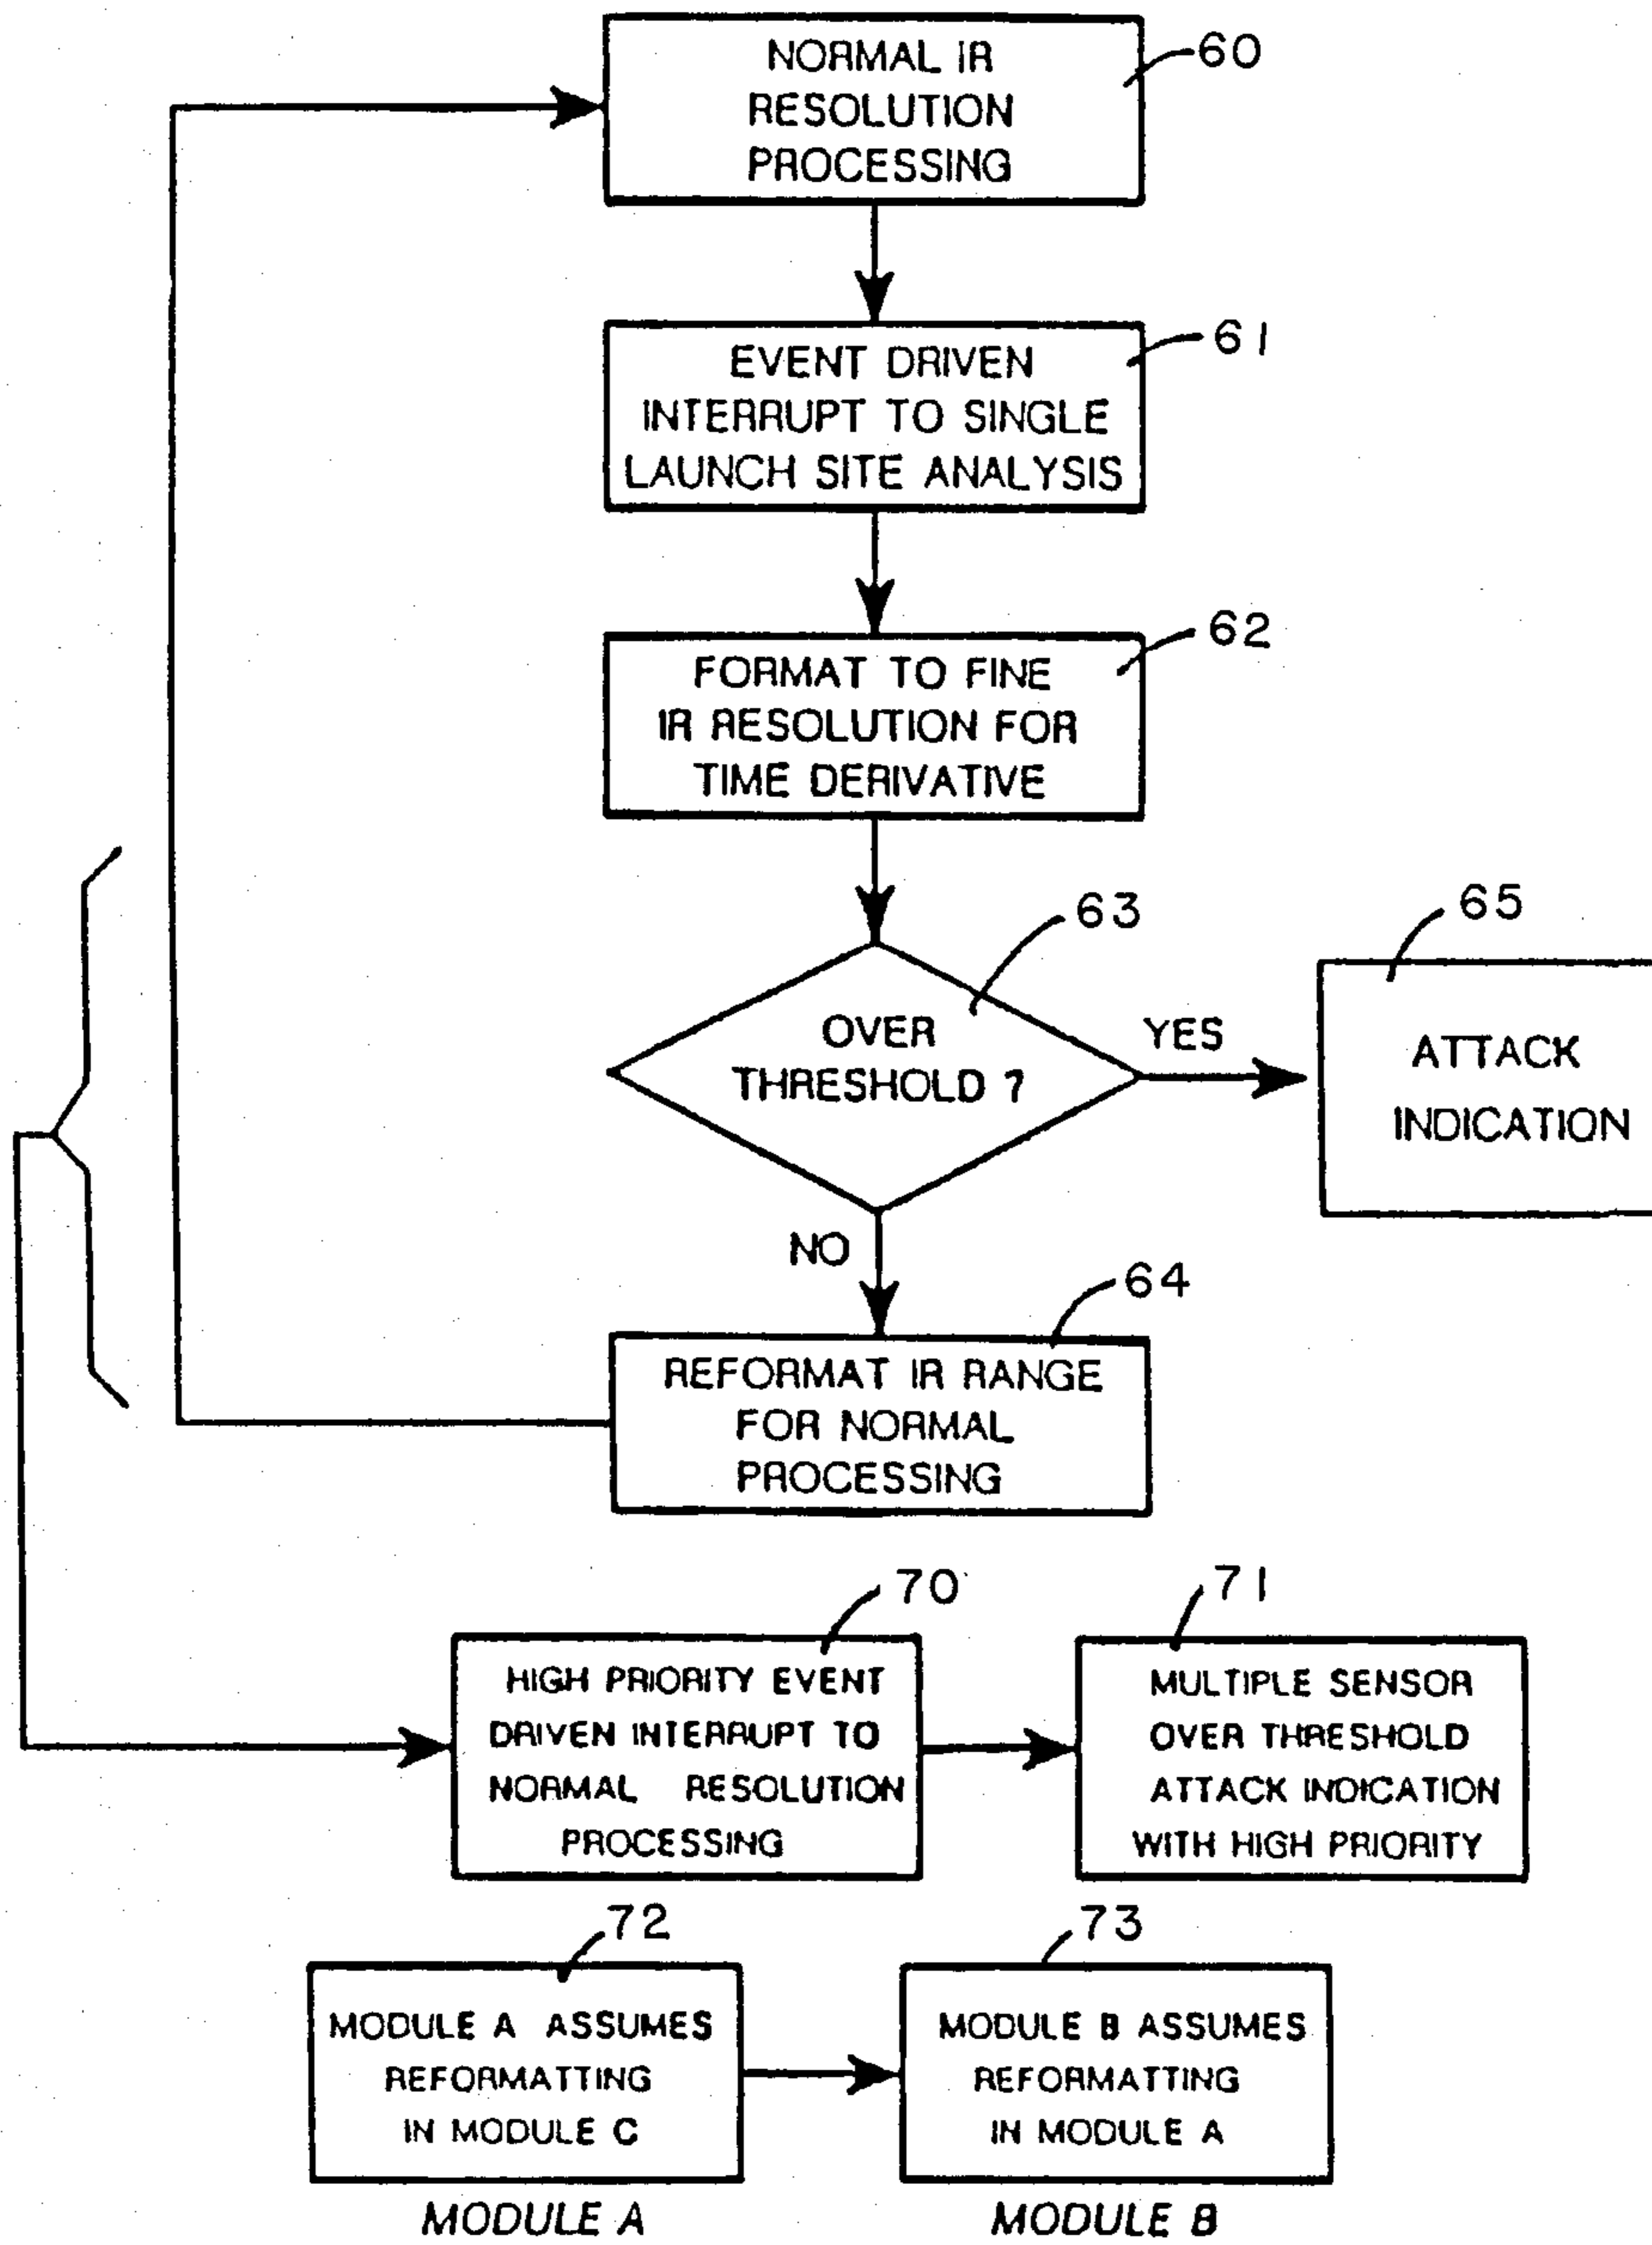 NORMAL IR
RESOLUTION
PROCESSING
60
EVENT DRIVEN
INTERRUPT TO SINGLE
LAUNCH SITE ANALYSIS
61
FORMAT TO FINE
IR RESOLUTION FOR
TIME DERIVATIVE
62
63
OVER
THRESHOLD ?
YES
65
ATTACK
INDICATION
NO
64
REFORMAT IR RANGE
FOR NORMAL
PROCESSING
70
HIGH PRIORITY EVENT
DRIVEN INTERRUPT TO
NORMAL RESOLUTION
PROCESSING
71
MULTIPLE SENSOR
OVER THRESHOLD
ATTACK INDICATION
WITH HIGH PRIORITY
72
MODULE A ASSUMES
REFORMATTING
IN MODULE C
MODULE A
73
MODULE B ASSUMES
REFORMATTING
IN MODULE A
MODULE B